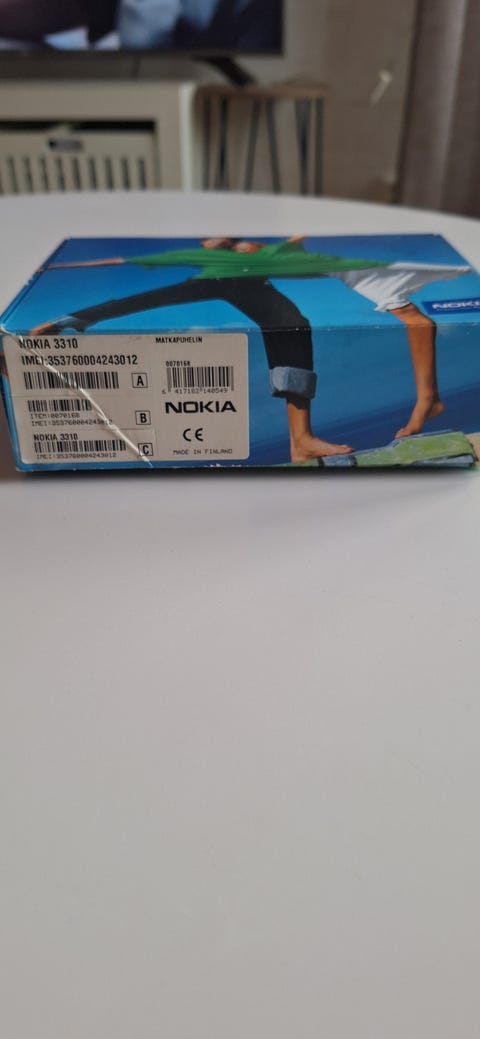 NOKIA
NOKIA 3310
MATKAPUHELIN
IMEI:353760004243012
0070168
A
6 417182 140549
ITEM:0070168
IMEI:353760004243012
B
NOKIA
CE
NOKIA 3310
IMEI:353760004243012
C
MADE IN FINLAND